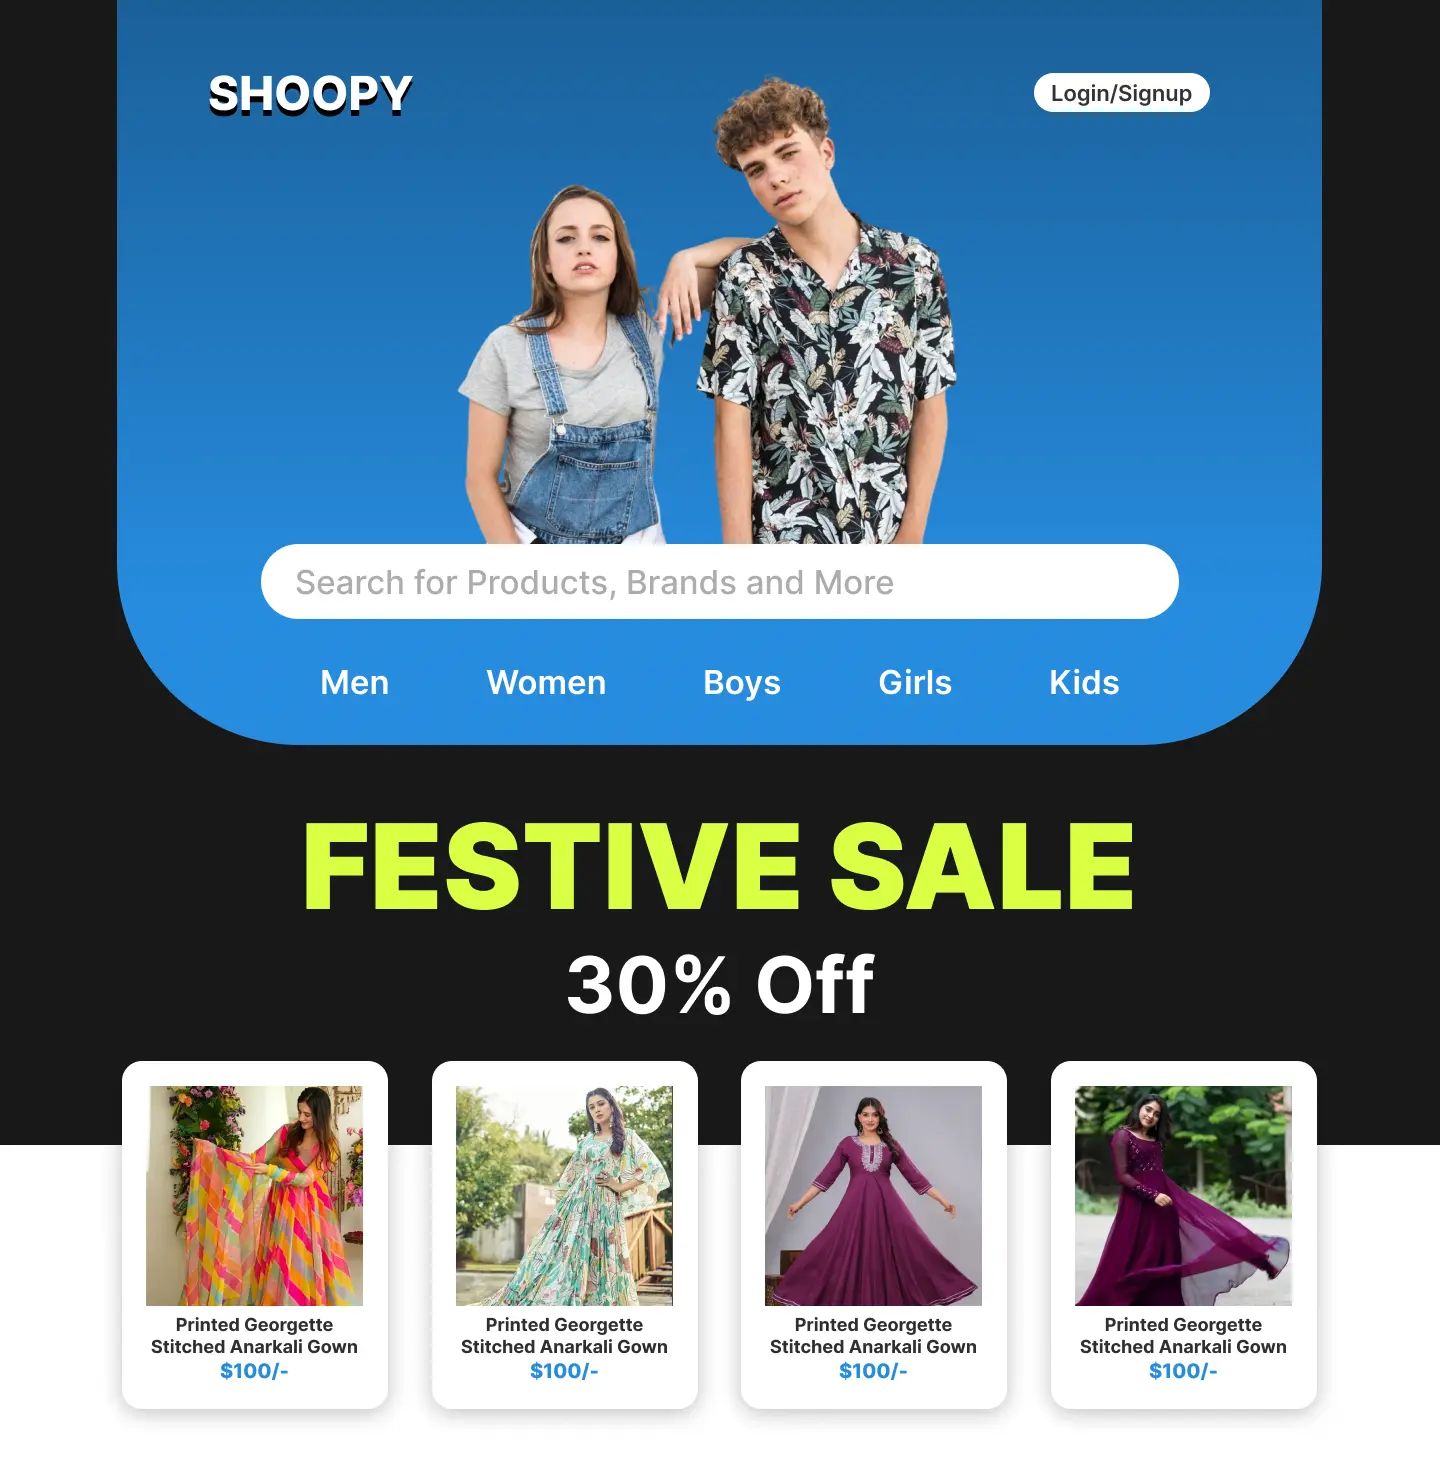 SHOOPY
Login/Signup
Search for Products, Brands and More
Men Women Boys Girls Kids
FESTIVE SALE
30% Off
Printed Georgette
Stitched Anarkali Gown
$100/-
Printed Georgette
Stitched Anarkali Gown
$100/-
Printed Georgette
Stitched Anarkali Gown
$100/-
Printed Georgette
Stitched Anarkali Gown
$100/-